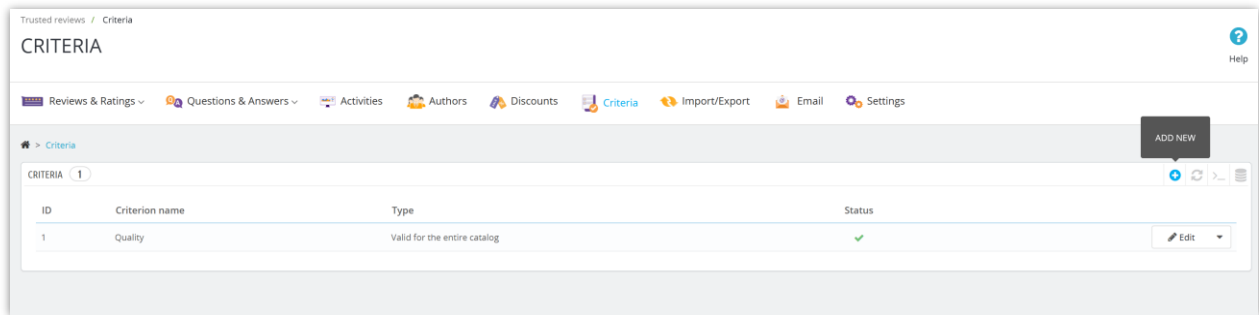 Trusted reviews / Criteria
CRITERIA
Help
Reviews & Ratings Questions & Answers Activities Authors Discounts Criteria Import/Export Email Settings
ADD NEW
> Criteria
CRITERIA 1
ID Criterion name Type Status
1 Quality Valid for the entire catalog Edit